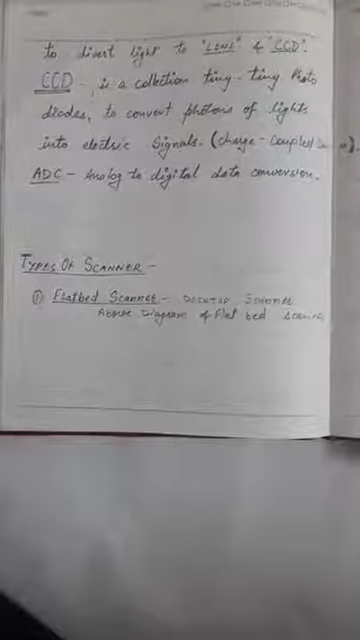 to divert light to "LENS" & "CCD".
CCD - is a collection tiny-tiny Photo
diodes, to convert photons of lights
into electric Signals. (charge-Coupled
ADC - Analog to digital data conversion.
TYPES OF SCANNER -
① Flatbed Scanner - DESKTOP Scanner
Above Diagram of Flat bed Scanner